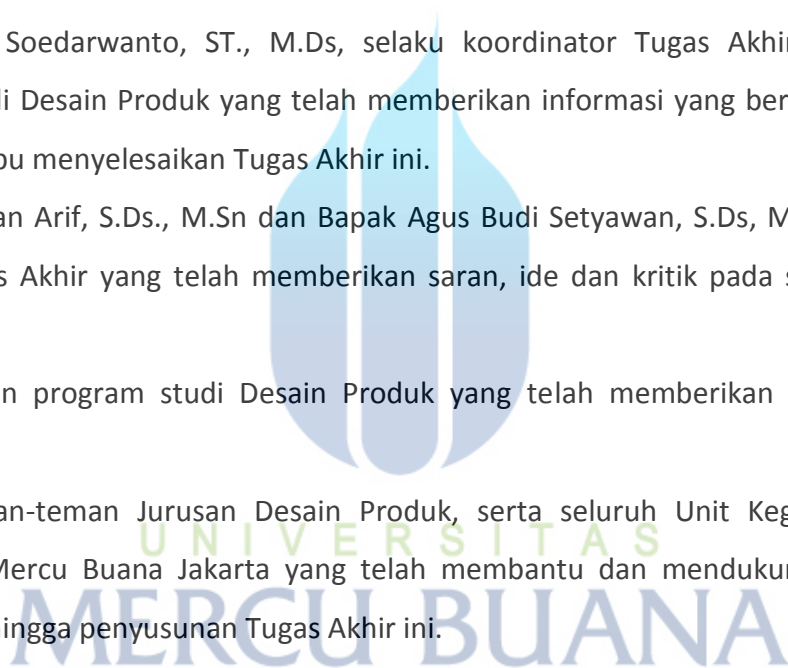 Soedarwanto, ST., M.Ds, selaku koordinator Tugas Akhir
Desain Produk yang telah memberikan informasi yang
menyelesaikan Tugas Akhir ini.
Arif, S.Ds., M.Sn dan Bapak Agus Budi Setyawan, S.Ds,
Akhir yang telah memberikan saran, ide dan kritik pada
program studi Desain Produk yang telah memberikan
Jurusan Desain Produk, serta seluruh Unit
UNIVERSITAS
Mercu Buana Jakarta yang telah membantu dan
penyusunan Tugas Akhir ini.
MERCU BUANA